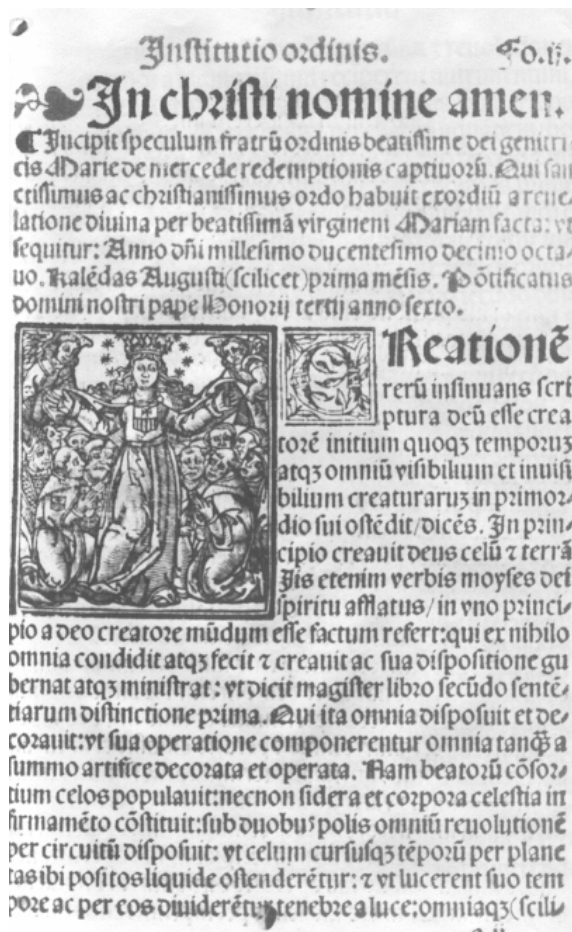 Institutio ordinis. Fo.ij.
In christi nomine amen.
¶ Incipit speculum fratrū ordinis beatissime dei genitri⸗
cis Marie de mercede redemptionis captiuorū. Qui san
ctissimus ac christianissimus ordo habuit exordiū a reue⸗
latione diuina per beatissimā virginem Mariam facta: vt
sequitur: Anno dñi millesimo ducentesimo decimo octa⸗
uo. Kalēdas Augusti (scilicet) prima mēsis. Pōtificatus
domini nostri pape Honorij tertij anno sexto.
CReationē
rerū insinuans scri
ptura deū esse crea
torē initium quoqꝫ temporuꝫ
atqꝫ omniū visibilium et inuisi
bilium creaturaruꝫ in primor⸗
dio sui ostēdit/dicēs. In prin⸗
cipio creauit deus celū ⁊ terrā
His etenim verbis moyses dei
spiritu afflatus/in vno princi⸗
pio a deo creatore mūdum esse factum refert: qui ex nihilo
omnia condidit atqꝫ fecit ⁊ creauit ac sua dispositione gu
bernat atqꝫ ministrat: vt dicit magister libro secūdo sentē⸗
tiarum distinctione prima. Qui ita omnia disposuit et de⸗
corauit: vt sua operatione componerentur omnia tanq̄ꝫ a
summo artifice decorata et operata. Nam beatorū cōsor⸗
tium celos populauit: necnon sidera et corpora celestia in
firmamēto cōstituit: sub duobus polis omniū reuolutionē
per circuitū disposuit: vt celum cursusqꝫ tēporū per plane
tas ibi positos liquide ostenderētur: ⁊ vt lucerent suo tem
pore ac per eos diuiderētur tenebre a luce: omniaqꝫ (scili⸗